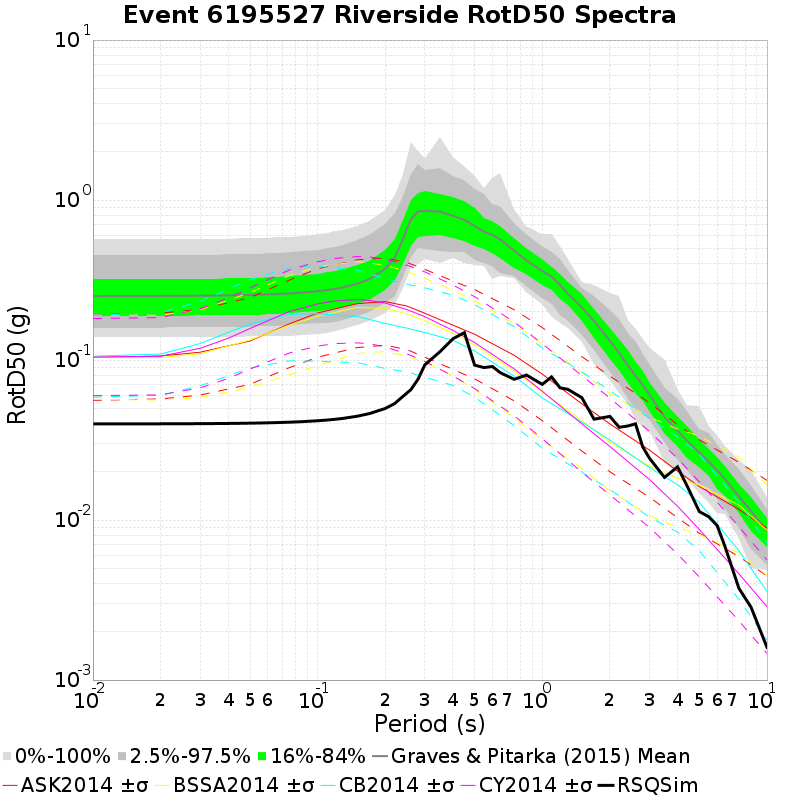 Event 6195527 Riverside RotD50 Spectra
10^1
10^0
10^-1
10^-2
10^-3
RotD50 (g)
10^-2 2 3 4 5 6 10^-1 2 3 4 5 6 7 10^0 2 3 4 5 6 7 10^1
Period (s)
0%-100% 2.5%-97.5% 16%-84% Graves & Pitarka (2015) Mean
ASK2014 ±σ BSSA2014 ±σ CB2014 ±σ CY2014 ±σ RSQSim